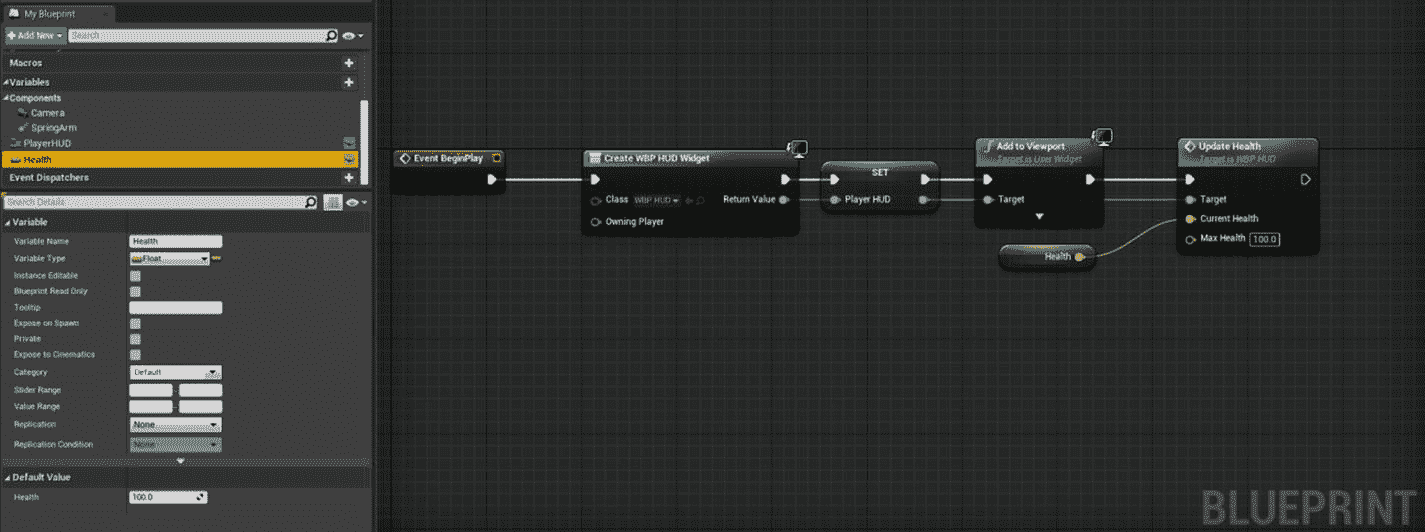 My Blueprint
Add New
Search
Macros
Variables
Components
Camera
SpringArm
PlayerHUD
Health
Event Dispatchers
Search Details
Variable
Variable Name Health
Variable Type Float
Instance Editable
Blueprint Read Only
Tooltip
Expose on Spawn
Private
Expose to Cinematics
Category Default
Slider Range
Value Range
Replication None
Replication Condition None
Default Value
Health 100.0
Event BeginPlay
Create WBP HUD Widget
Class WBP HUD Return Value
Owning Player
SET
Player HUD
Add to Viewport
Target is User Widget
Target
Health
Update Health
Target is WBP HUD
Target
Current Health
Max Health 100.0
BLUEPRINT